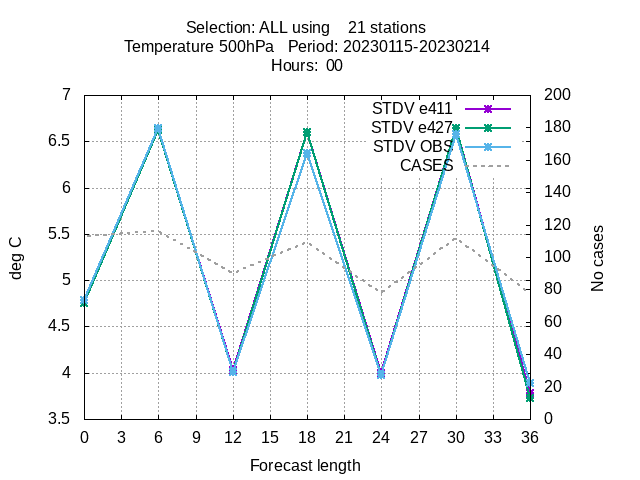 Selection: ALL using    21 stations
Temperature 500hPa   Period: 20230115-20230214
Hours:  00
7
6.5
6
5.5
5
4.5
4
3.5
deg C
STDV e411
STDV e427
STDV OBS
CASES
200
180
160
140
120
100
80
60
40
20
0
No cases
0 3 6 9 12 15 18 21 24 27 30 33 36
Forecast length